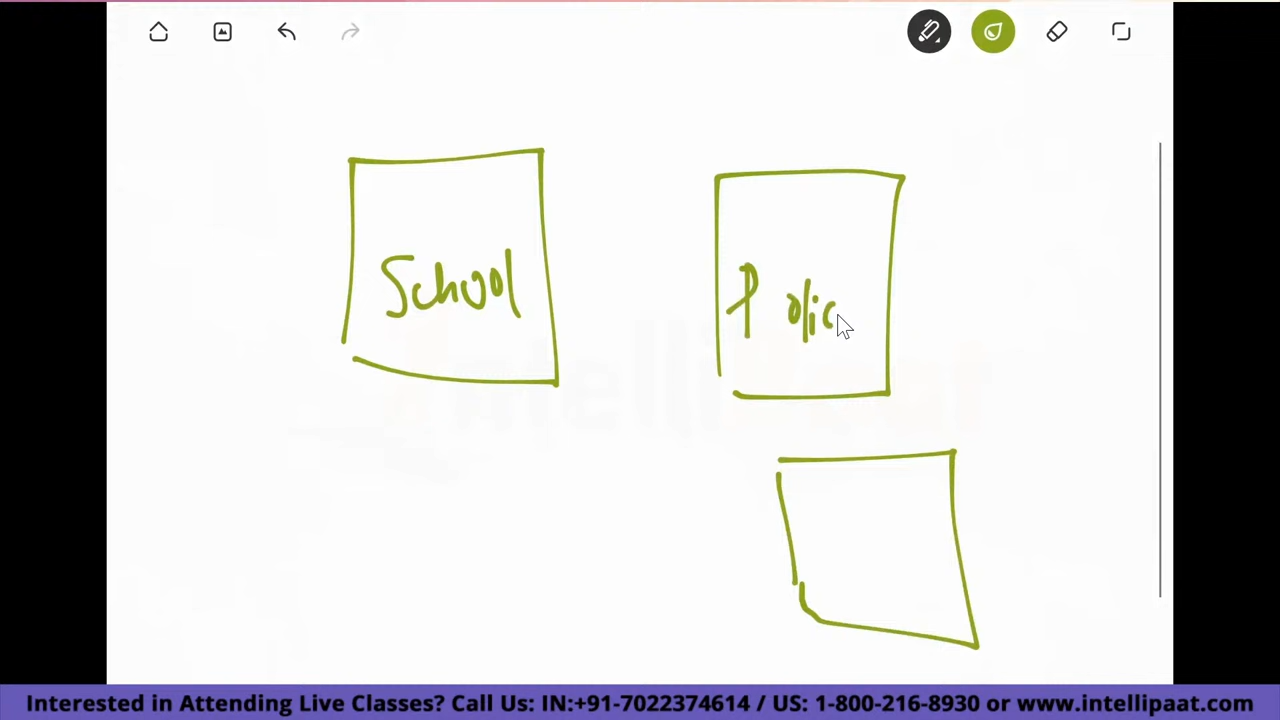 School
Polic
intelliPaat
Interested in Attending Live Classes? Call Us: IN:+91-7022374614 / US: 1-800-216-8930 or www.intellipaat.com